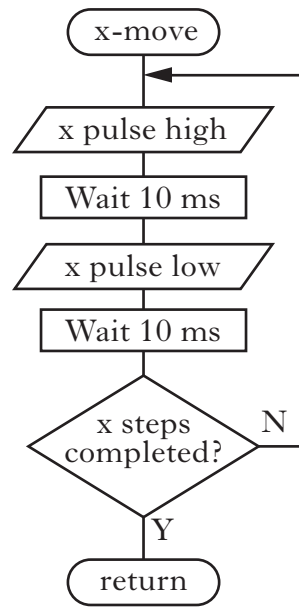 x-move
x pulse high
Wait 10 ms
x pulse low
Wait 10 ms
x steps
completed?
N
Y
return